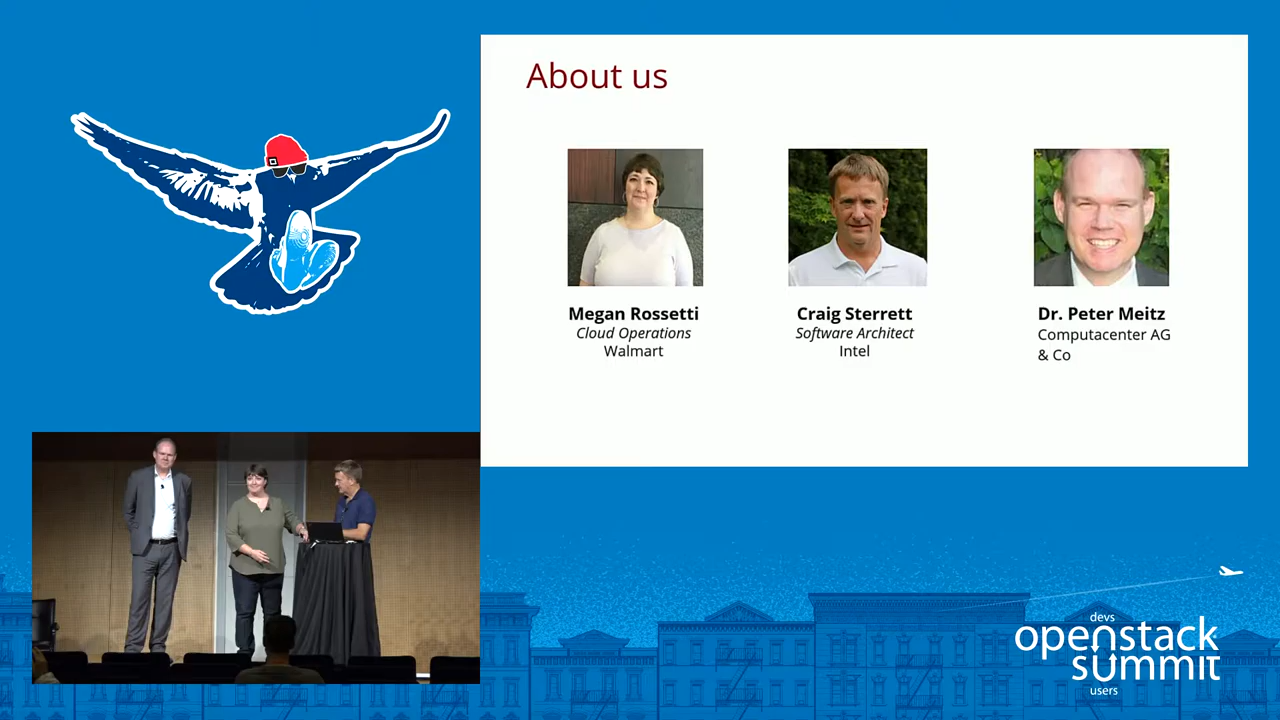 About us
Megan Rossetti
Cloud Operations
Walmart
Craig Sterrett
Software Architect
Intel
Dr. Peter Meitz
Computacenter AG
& Co
devs
openstack
summit
users